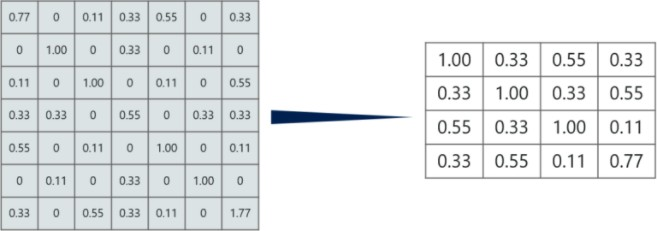 0.77 0 0.11 0.33 0.55 0 0.33
0 1.00 0 0.33 0 0.11 0
0.11 0 1.00 0 0.11 0 0.55
0.33 0.33 0 0.55 0 0.33 0.33
0.55 0 0.11 0 1.00 0 0.11
0 0.11 0 0.33 0 1.00 0
0.33 0 0.55 0.33 0.11 0 1.77
1.00 0.33 0.55 0.33
0.33 1.00 0.33 0.55
0.55 0.33 1.00 0.11
0.33 0.55 0.11 0.77